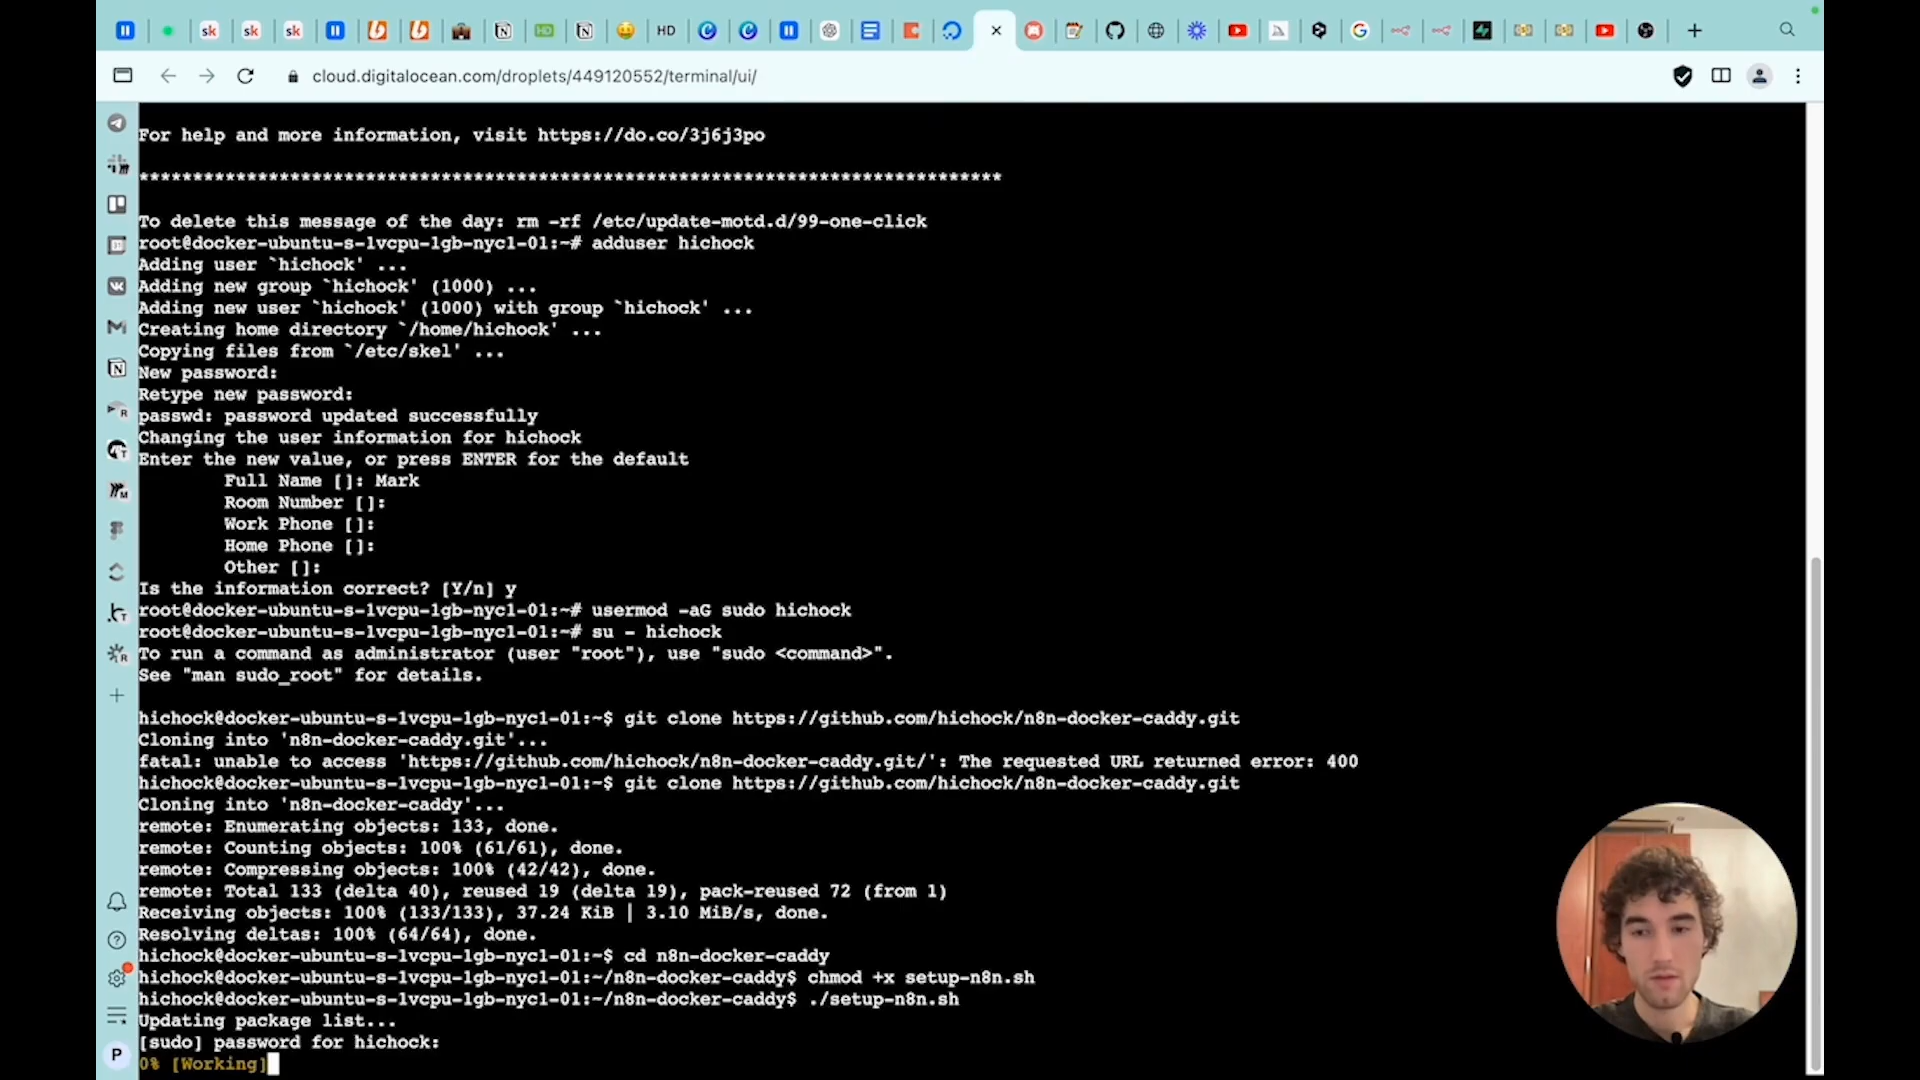 sk
sk
sk
HD
HD
cloud.digitalocean.com/droplets/449120552/terminal/ui/
For help and more information, visit https://do.co/3j6j3po
********************************************************************************
To delete this message of the day: rm -rf /etc/update-motd.d/99-one-click
root@docker-ubuntu-s-1vcpu-1gb-nyc1-01:~# adduser hichock
Adding user `hichock' ...
Adding new group `hichock' (1000) ...
Adding new user `hichock' (1000) with group `hichock' ...
Creating home directory `/home/hichock' ...
Copying files from `/etc/skel' ...
New password:
Retype new password:
passwd: password updated successfully
Changing the user information for hichock
Enter the new value, or press ENTER for the default
Full Name []: Mark
Room Number []:
Work Phone []:
Home Phone []:
Other []:
Is the information correct? [Y/n] y
root@docker-ubuntu-s-1vcpu-1gb-nyc1-01:~# usermod -aG sudo hichock
root@docker-ubuntu-s-1vcpu-1gb-nyc1-01:~# su - hichock
To run a command as administrator (user "root"), use "sudo <command>".
See "man sudo_root" for details.
hichock@docker-ubuntu-s-1vcpu-1gb-nyc1-01:~$ git clone https://github.com/hichock/n8n-docker-caddy.git
Cloning into 'n8n-docker-caddy.git'...
fatal: unable to access 'https://github.com/hichock/n8n-docker-caddy.git/': The requested URL returned error: 400
hichock@docker-ubuntu-s-1vcpu-1gb-nyc1-01:~$ git clone https://github.com/hichock/n8n-docker-caddy.git
Cloning into 'n8n-docker-caddy'...
remote: Enumerating objects: 133, done.
remote: Counting objects: 100% (61/61), done.
remote: Compressing objects: 100% (42/42), done.
remote: Total 133 (delta 40), reused 19 (delta 19), pack-reused 72 (from 1)
Receiving objects: 100% (133/133), 37.24 KiB | 3.10 MiB/s, done.
Resolving deltas: 100% (64/64), done.
hichock@docker-ubuntu-s-1vcpu-1gb-nyc1-01:~$ cd n8n-docker-caddy
hichock@docker-ubuntu-s-1vcpu-1gb-nyc1-01:~/n8n-docker-caddy$ chmod +x setup-n8n.sh
hichock@docker-ubuntu-s-1vcpu-1gb-nyc1-01:~/n8n-docker-caddy$ ./setup-n8n.sh
Updating package list...
[sudo] password for hichock:
0% [Working]
P